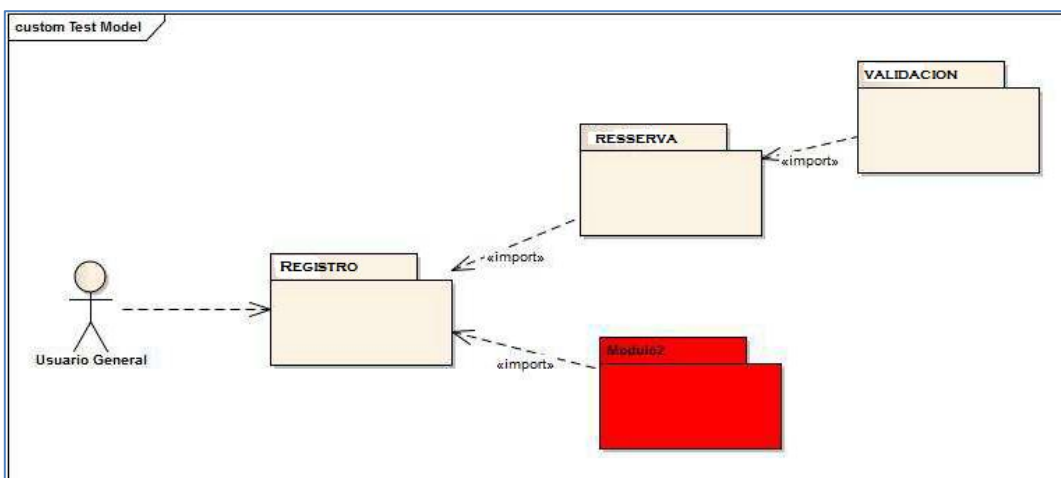 custom Test Model
VALIDACION
RESSERVA
«import»
REGISTRO
«import»
Usuario General
Modulo2
«import»